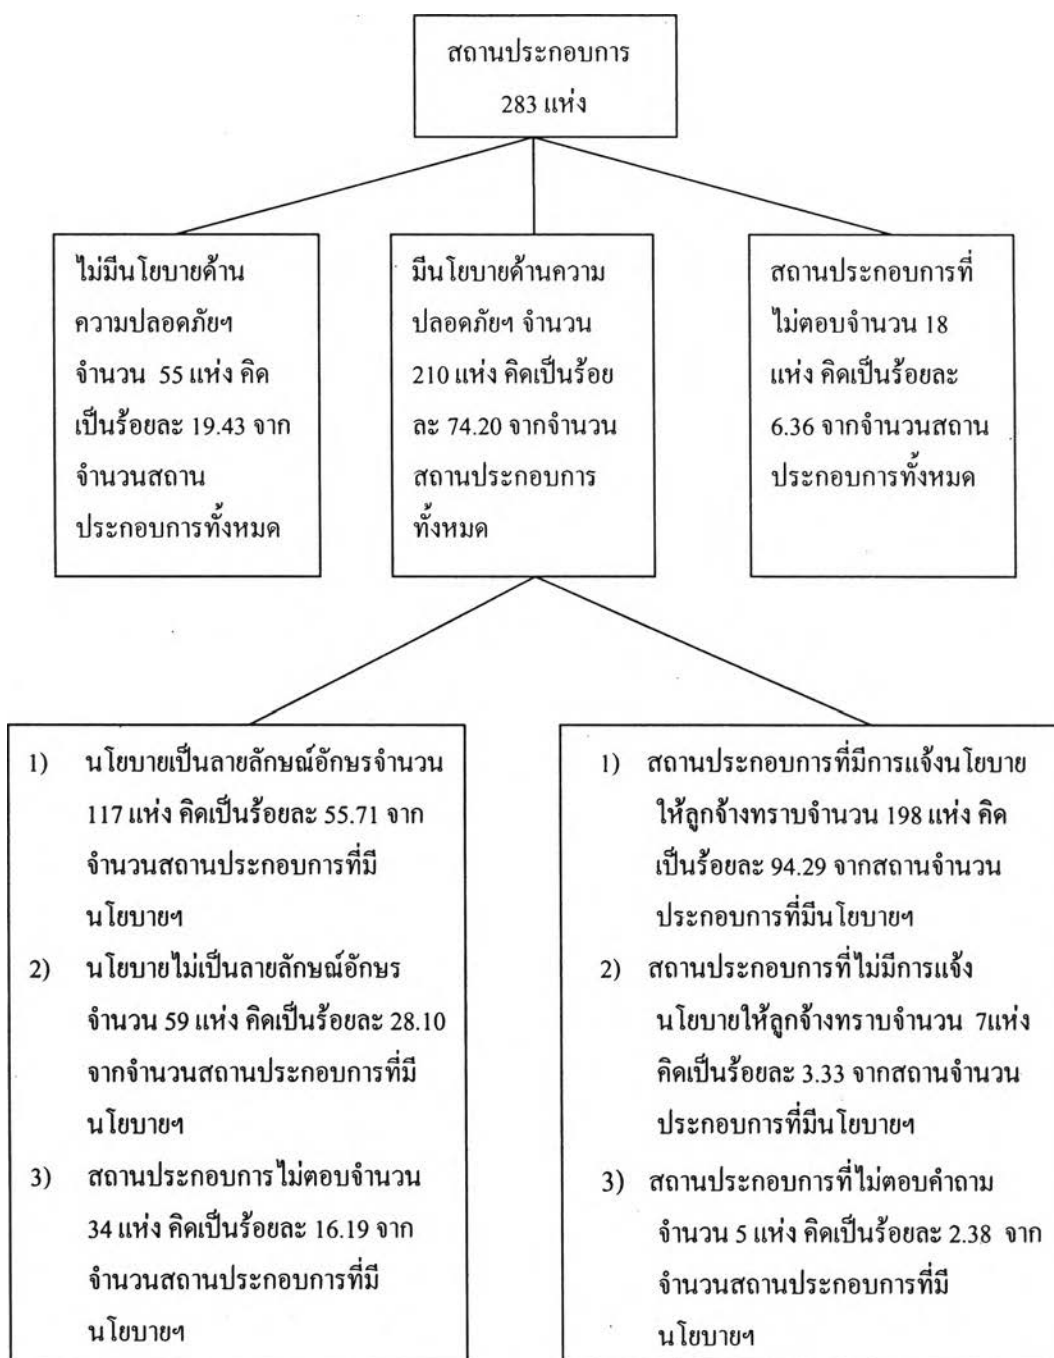 สถานประกอบการ
283 แห่ง
ไม่มีนโยบายด้าน
ความปลอดภัยฯ
จำนวน 55 แห่ง คิด
เป็นร้อยละ 19.43 จาก
จำนวนสถาน
ประกอบการทั้งหมด
มีนโยบายด้านความ
ปลอดภัยฯ จำนวน
210 แห่ง คิดเป็นร้อย
ละ 74.20 จากจำนวน
สถานประกอบการ
ทั้งหมด
สถานประกอบการที่
ไม่ตอบจำนวน 18
แห่ง คิดเป็นร้อยละ
6.36 จากจำนวนสถาน
ประกอบการทั้งหมด
1) นโยบายเป็นลายลักษณ์อักษรจำนวน
117 แห่ง คิดเป็นร้อยละ 55.71 จาก
จำนวนสถานประกอบการที่มี
นโยบายฯ
2) นโยบายไม่เป็นลายลักษณ์อักษร
จำนวน 59 แห่ง คิดเป็นร้อยละ 28.10
จากจำนวนสถานประกอบการที่มี
นโยบายฯ
3) สถานประกอบการไม่ตอบจำนวน
34 แห่ง คิดเป็นร้อยละ 16.19 จาก
จำนวนสถานประกอบการที่มี
นโยบายฯ
1) สถานประกอบการที่มีการแจ้งนโยบาย
ให้ลูกจ้างทราบจำนวน 198 แห่ง คิด
เป็นร้อยละ 94.29 จากสถานจำนวน
ประกอบการที่มีนโยบายฯ
2) สถานประกอบการที่ไม่มีการแจ้ง
นโยบายให้ลูกจ้างทราบจำนวน 7แห่ง
คิดเป็นร้อยละ 3.33 จากสถานจำนวน
ประกอบการที่มีนโยบายฯ
3) สถานประกอบการที่ไม่ตอบคำถาม
จำนวน 5 แห่ง คิดเป็นร้อยละ 2.38 จาก
จำนวนสถานประกอบการที่มี
นโยบายฯ